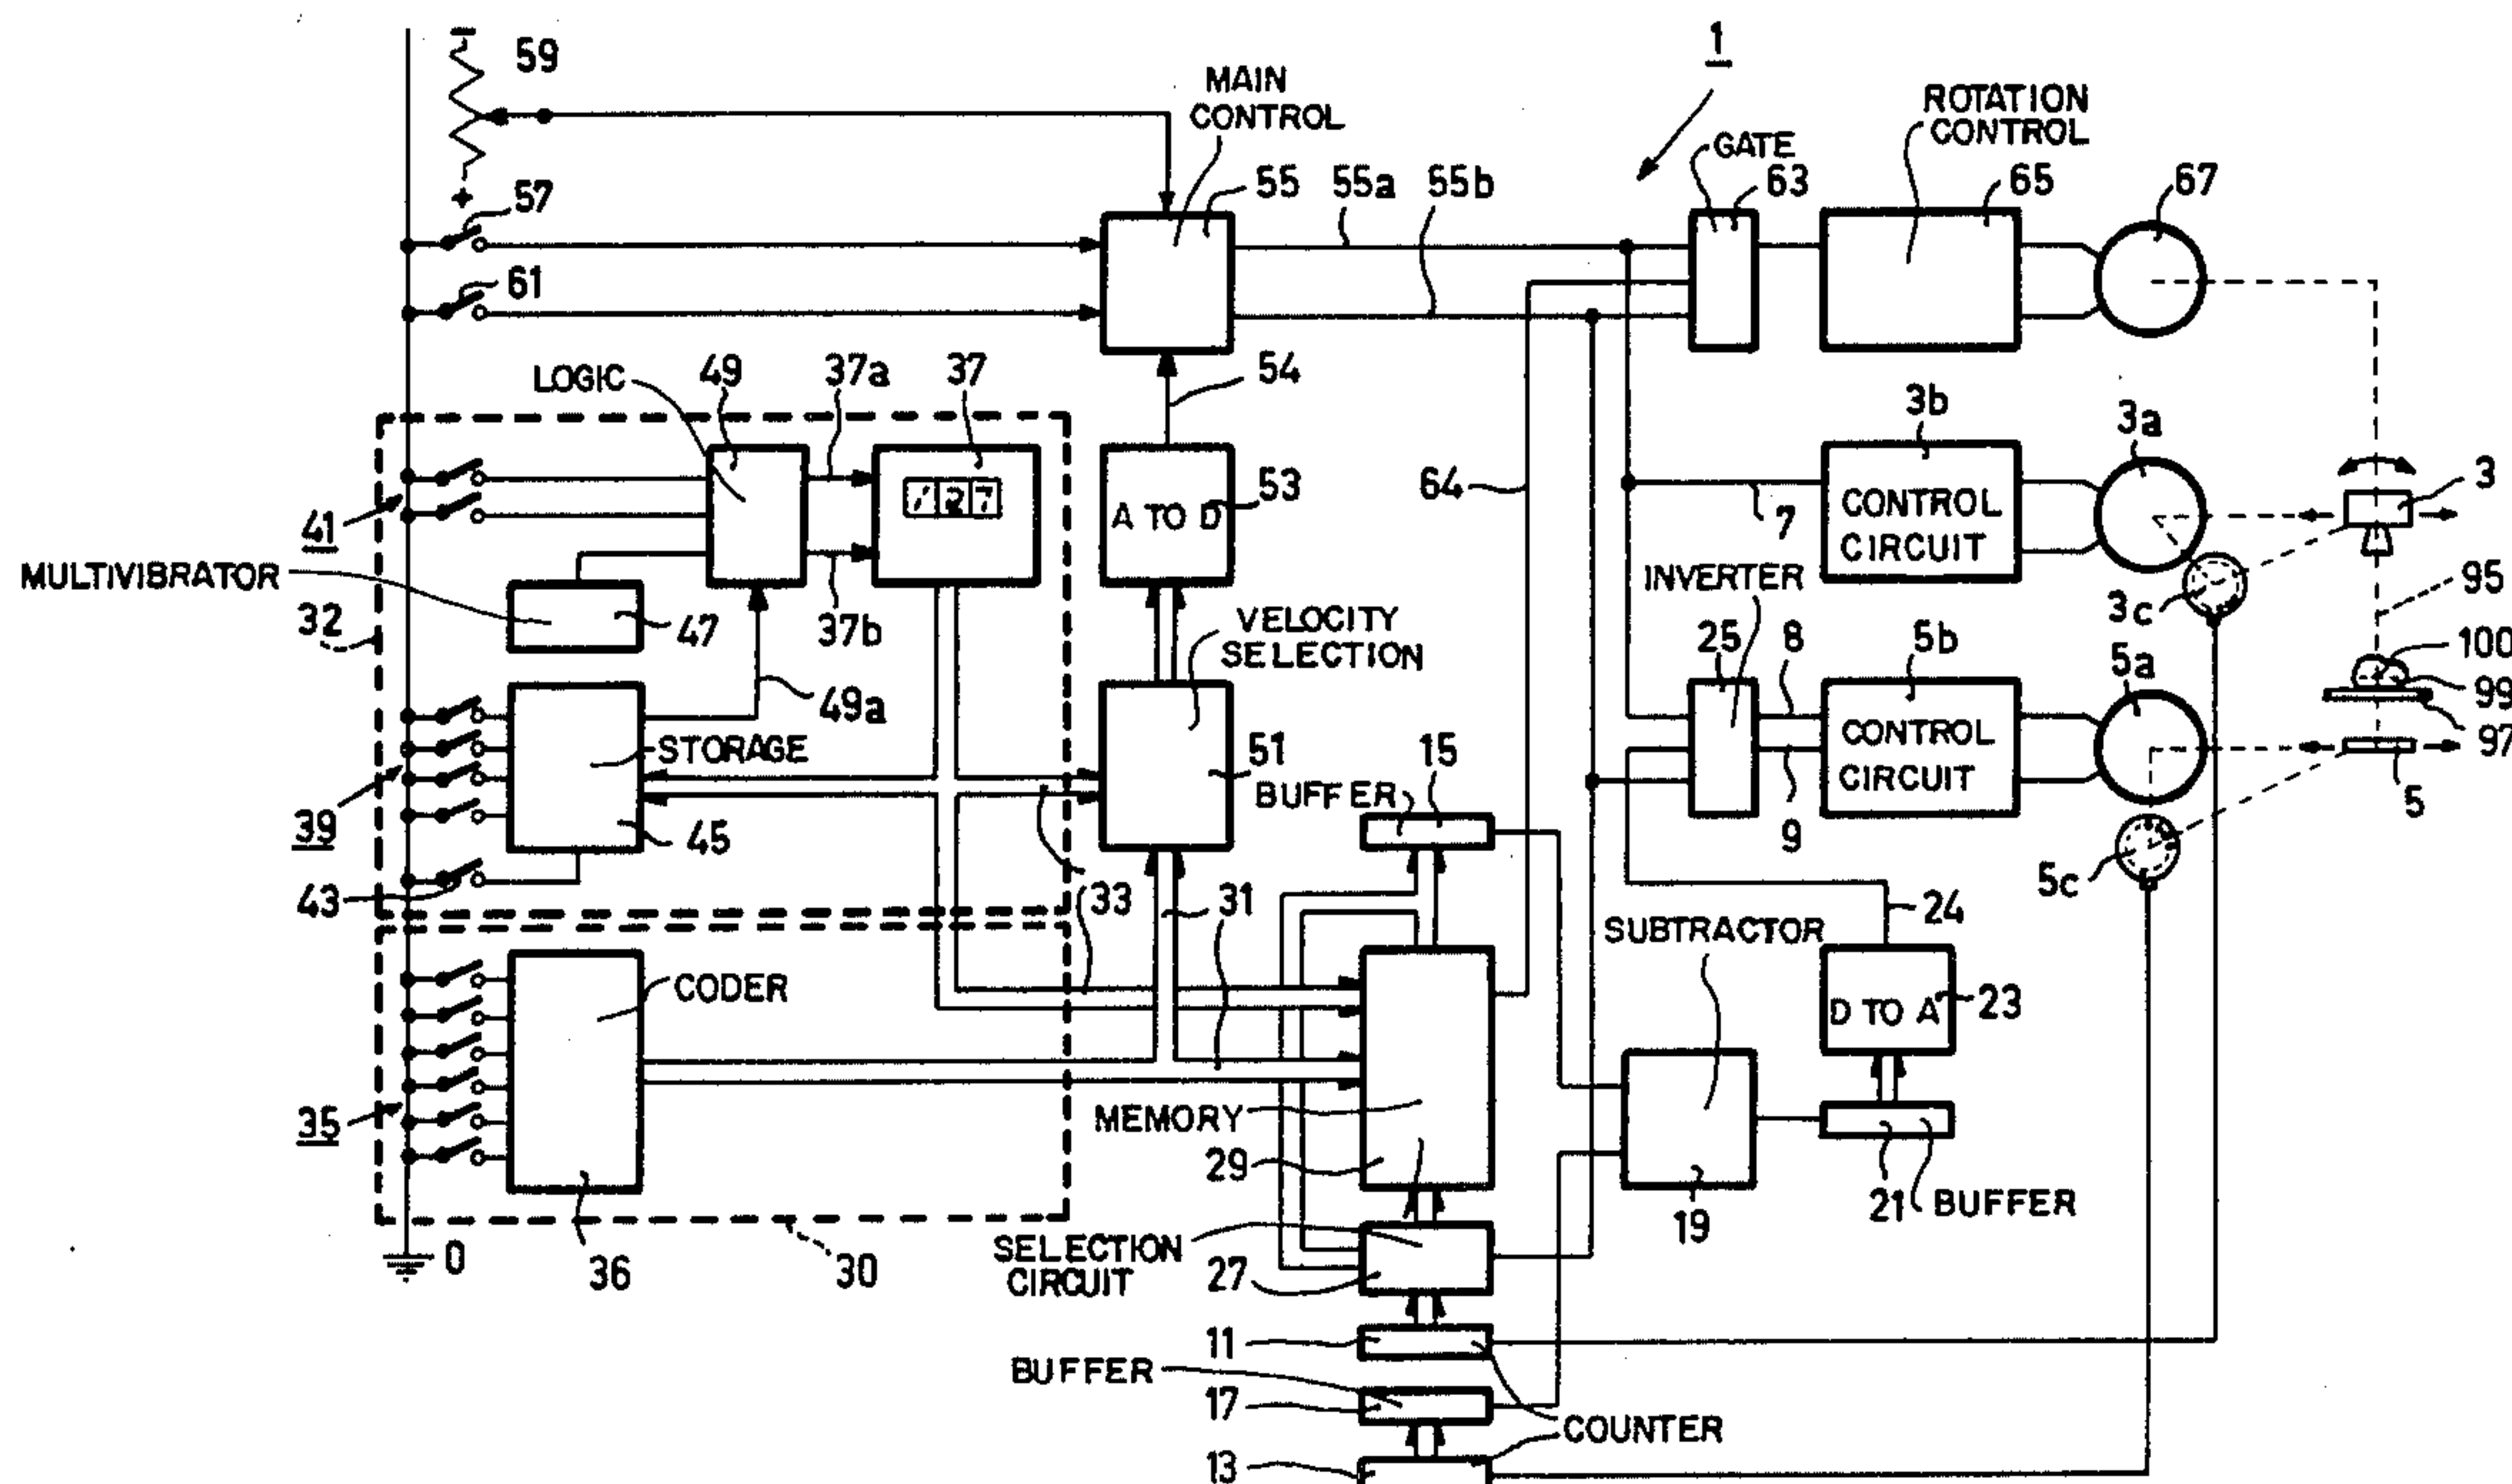 1
59
MAIN
CONTROL
ROTATION
CONTROL
GATE
57
55
55a
55b
63
65
67
61
LOGIC
49
37a
37
54
3b
3a
A TO D
53
64
CONTROL
CIRCUIT
7
3
41
MULTIVIBRATOR
INVERTER
95
3c
32
47
37b
VELOCITY
SELECTION
25
8
5b
5a
100
99
97
49a
STORAGE
51
15
BUFFER
CONTROL
CIRCUIT
9
5
39
45
43
33
31
5c
24
SUBTRACTOR
CODER
D TO A
23
35
MEMORY
29
21
BUFFER
19
SELECTION
CIRCUIT
27
0
36
30
11
BUFFER
17
COUNTER
13